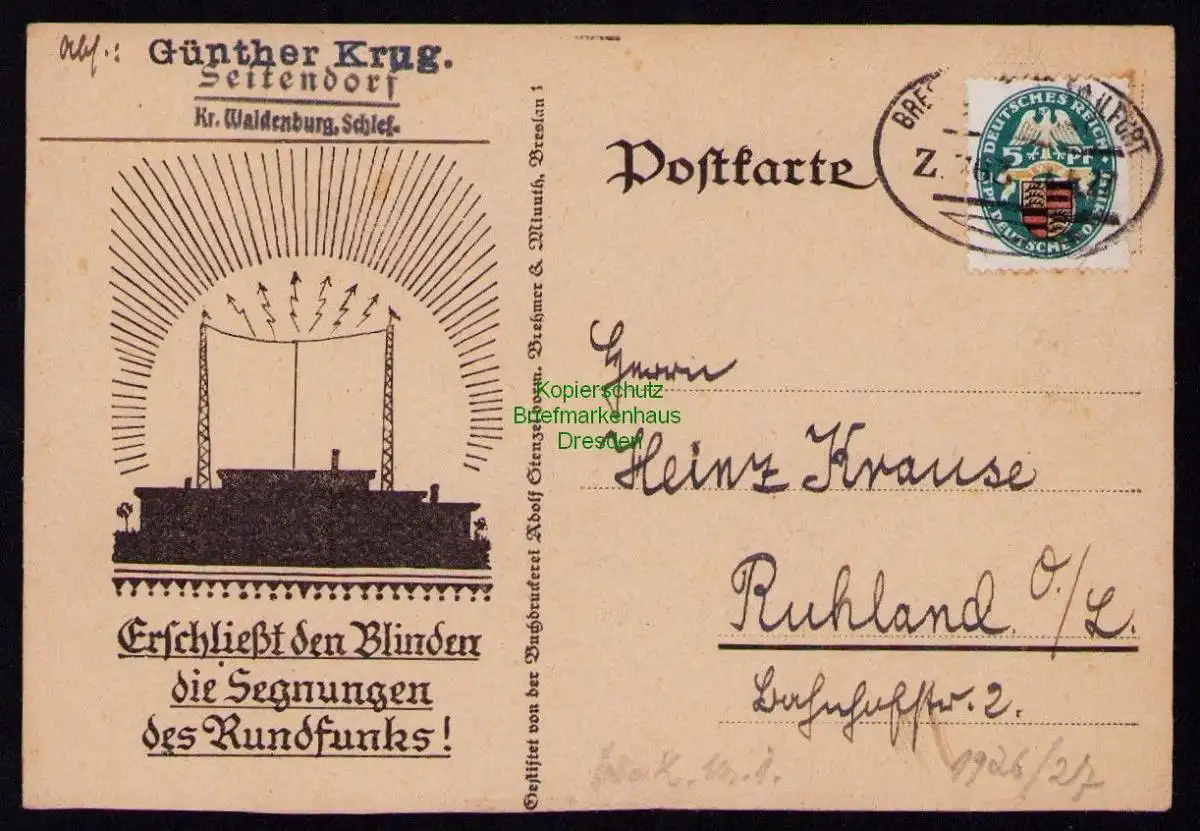 Abs.: Günther Krug.
Seitendorf
Kr. Waldenburg, Schles.
Postkarte
DEUTSCHES REICH
5 Pf
DEUTSCHE
Z.
Gestiftet von der Buchdruckerei Adolf Stenzel vorm. Brehmer & Minuth, Breslau 1
Herrn
Heinz Krause
Ruhland O./L.
Bahnhofstr. 2.
Erschließt den Blinden
die Segnungen
des Rundfunks!
1926/27
Kopierschutz
Briefmarkenhaus
Dresden